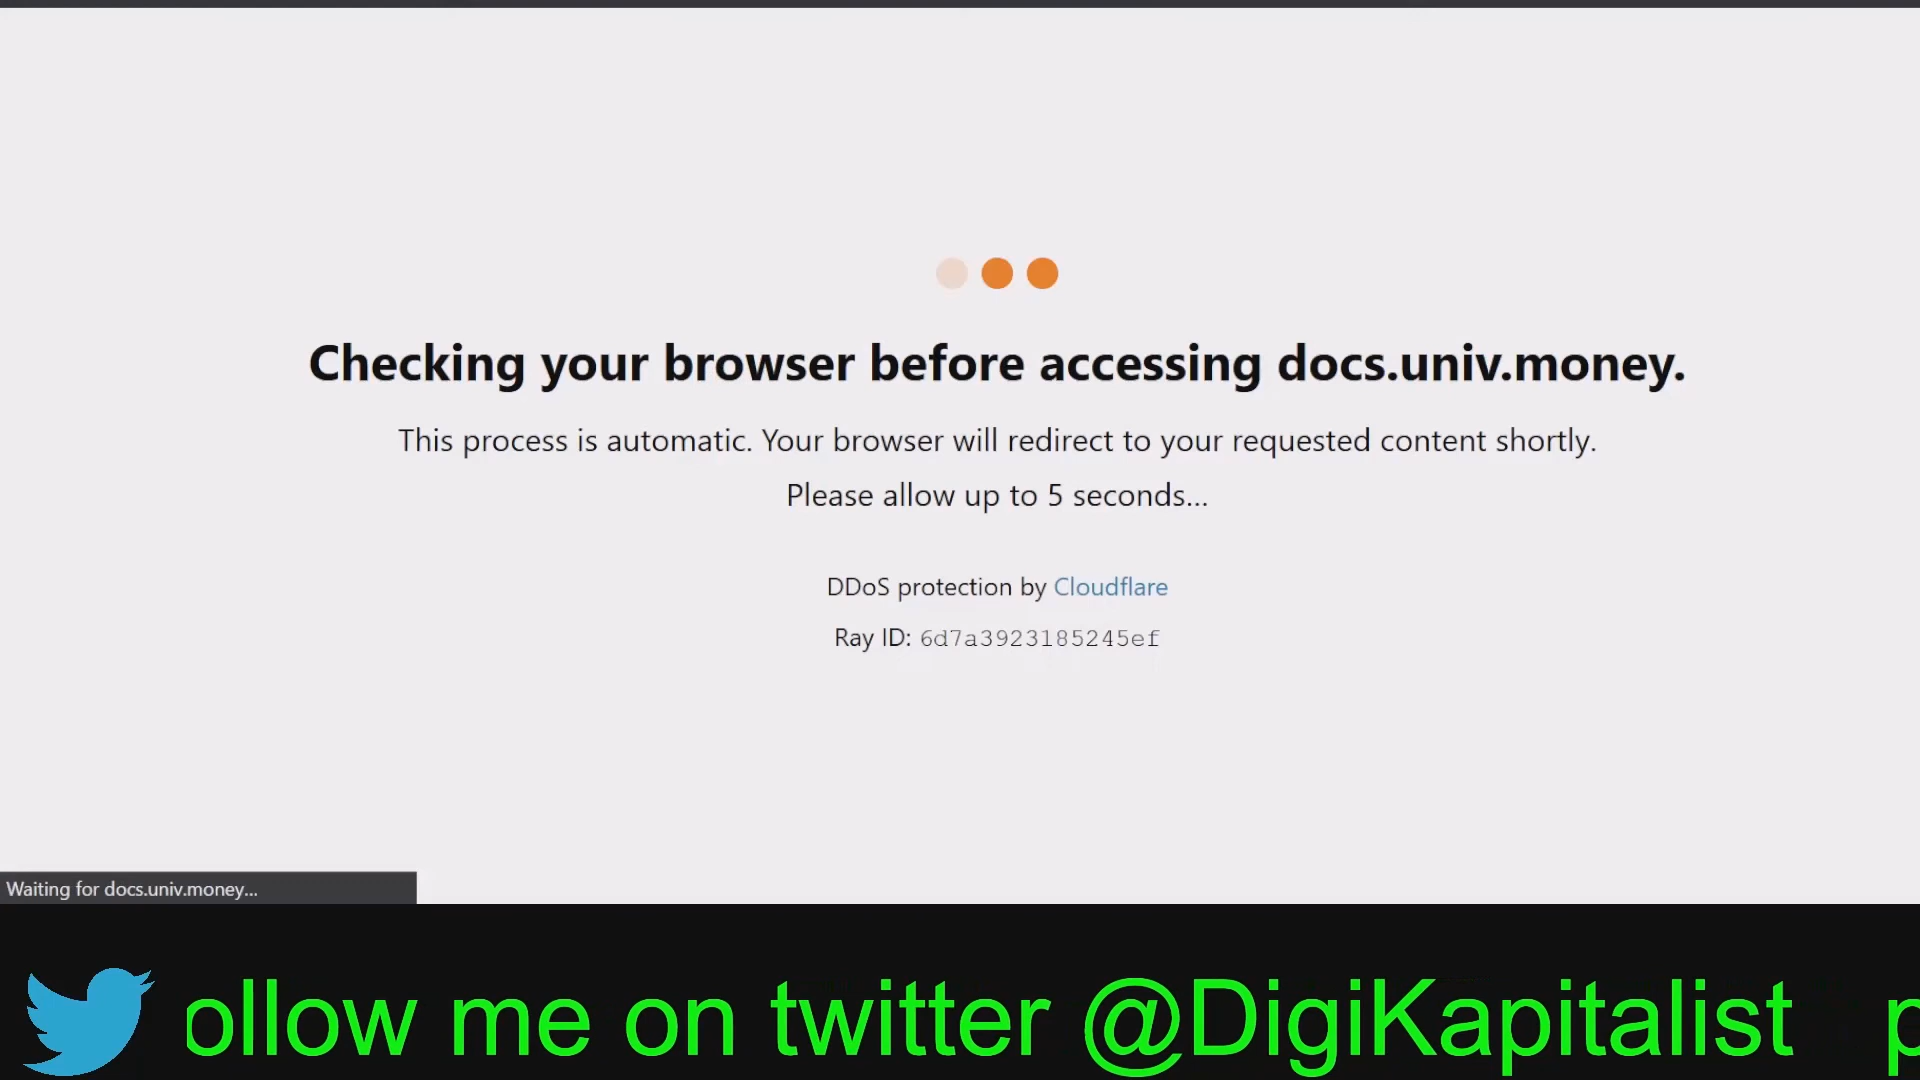 Checking your browser before accessing docs.univ.money.
This process is automatic. Your browser will redirect to your requested content shortly.
Please allow up to 5 seconds...
DDoS protection by Cloudflare
Ray ID: 6d7a3923185245ef
Waiting for docs.univ.money...
ollow me on twitter @DigiKapitalist p